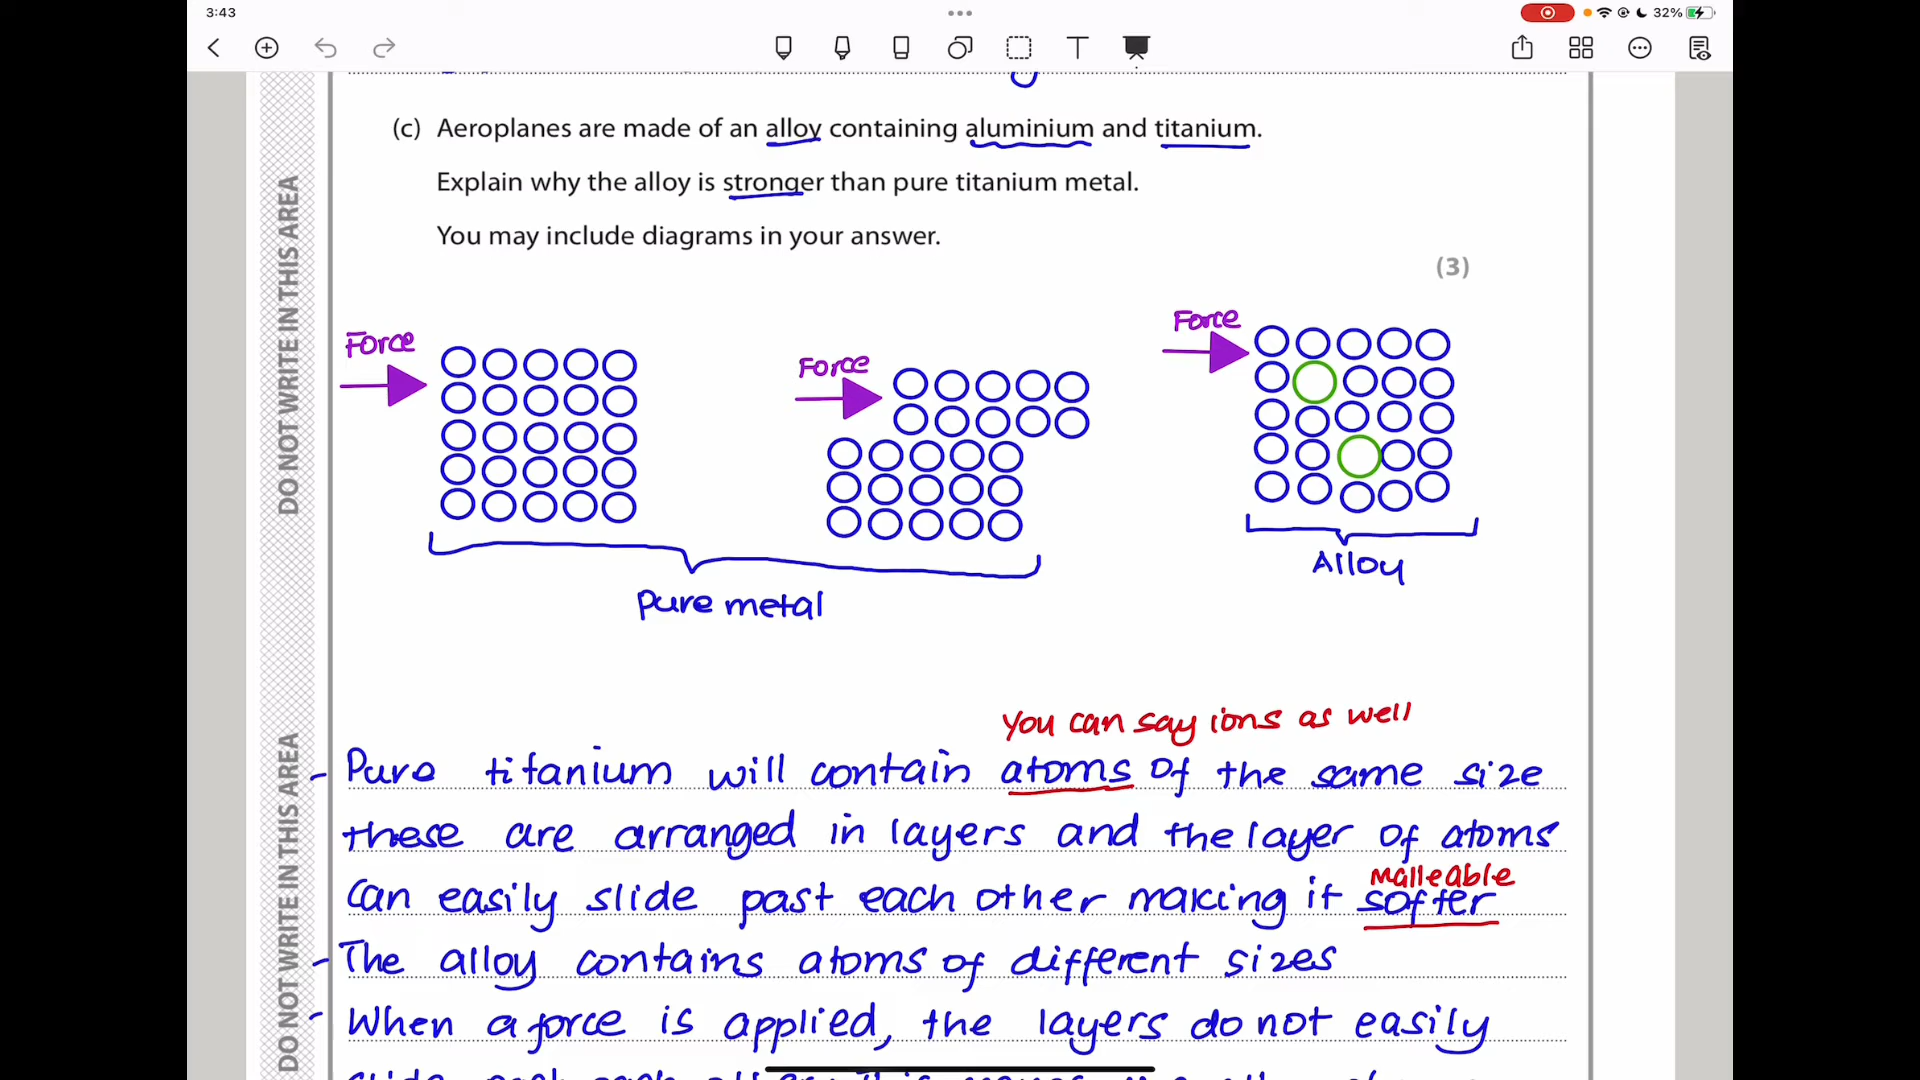 3:43
32%
(c) Aeroplanes are made of an alloy containing aluminium and titanium.
Explain why the alloy is stronger than pure titanium metal.
You may include diagrams in your answer.
(3)
Force
Force
Force
Pure metal
Alloy
DO NOT WRITE IN THIS AREA
DO NOT WRITE IN THIS AREA
You can say ions as well
- Pure titanium will contain atoms of the same size
these are arranged in layers and the layer of atoms
malleable
can easily slide past each other making it softer
- The alloy contains atoms of different sizes
- When a force is applied, the layers do not easily